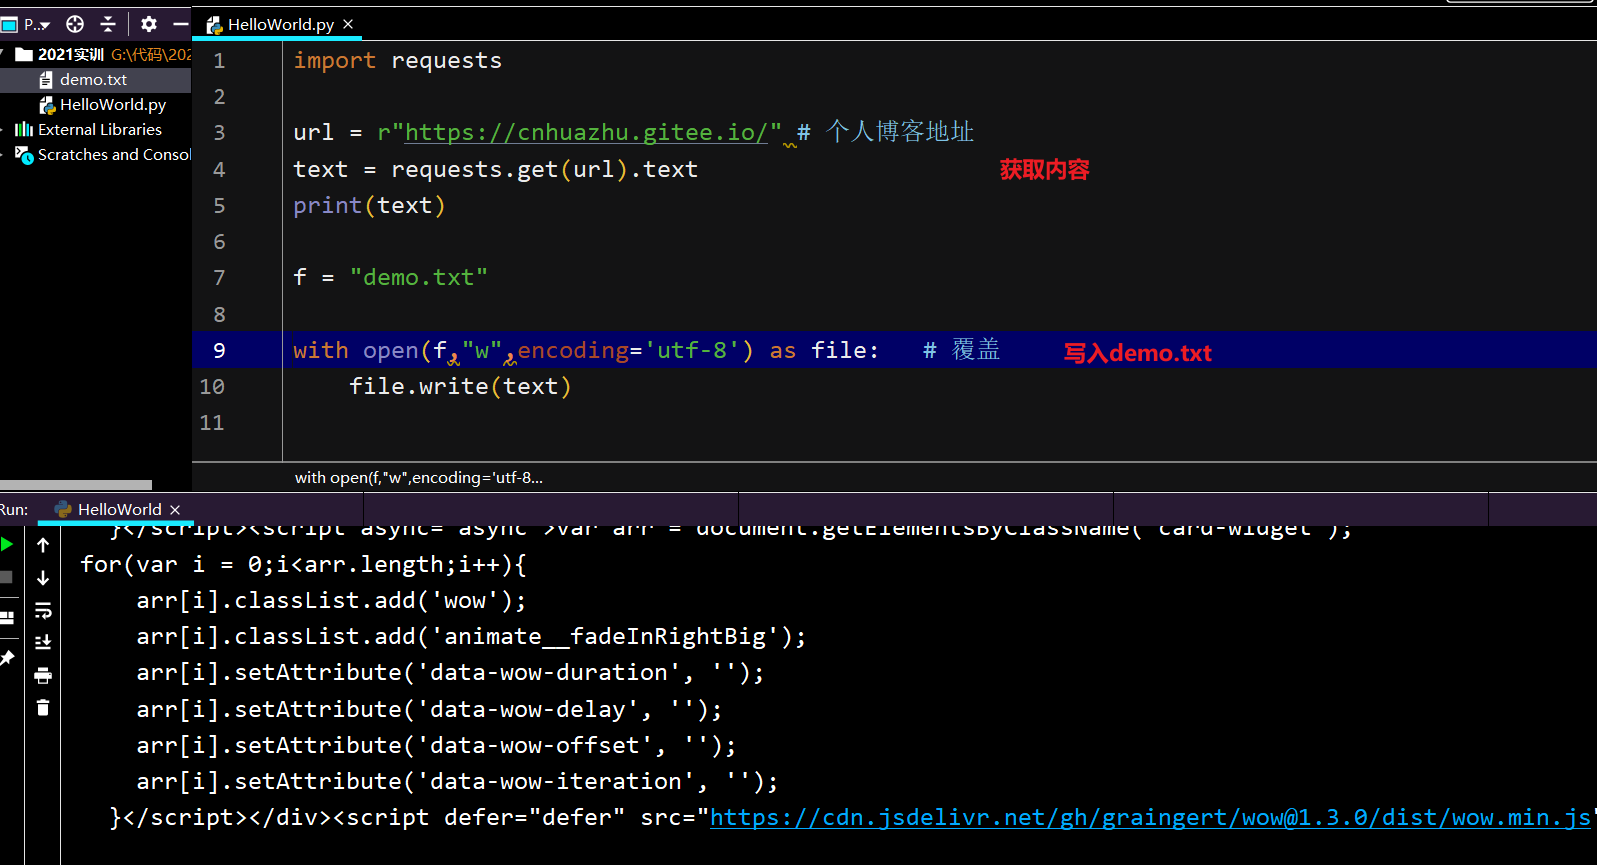 P...
HelloWorld.py
2021实训 G:\代码\202
demo.txt
HelloWorld.py
External Libraries
Scratches and Consol
1 import requests
2
3 url = r"https://cnhuazhu.gitee.io/" # 个人博客地址
4 text = requests.get(url).text 获取内容
5 print(text)
6
7 f = "demo.txt"
8
9 with open(f,"w",encoding='utf-8') as file: # 覆盖 写入demo.txt
10 file.write(text)
11
with open(f,"w",encoding='utf-8...
Run: HelloWorld
}</script><script async="async">var arr = document.getElementsByClassName('card-widget');
for(var i = 0;i<arr.length;i++){
arr[i].classList.add('wow');
arr[i].classList.add('animate__fadeInRightBig');
arr[i].setAttribute('data-wow-duration', '');
arr[i].setAttribute('data-wow-delay', '');
arr[i].setAttribute('data-wow-offset', '');
arr[i].setAttribute('data-wow-iteration', '');
}</script></div><script defer="defer" src="https://cdn.jsdelivr.net/gh/graingert/wow@1.3.0/dist/wow.min.js"